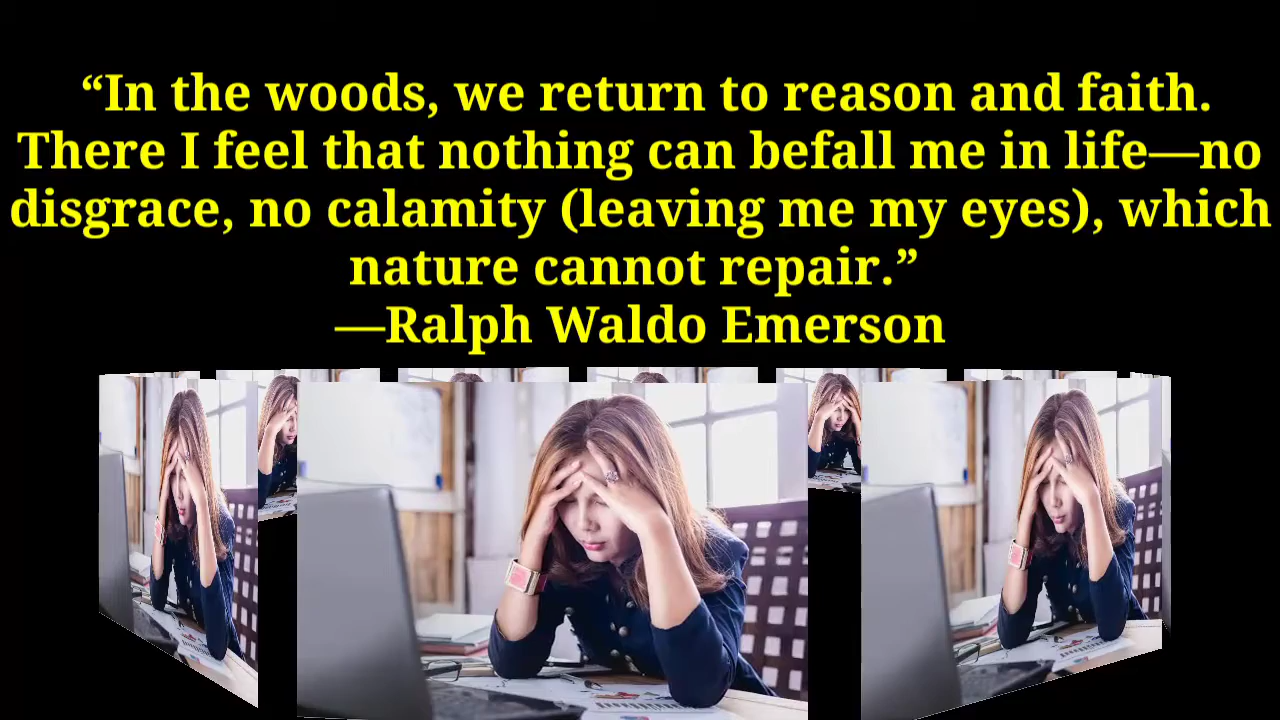 “In the woods, we return to reason and faith.
There I feel that nothing can befall me in life—no
disgrace, no calamity (leaving me my eyes), which
nature cannot repair.”
—Ralph Waldo Emerson